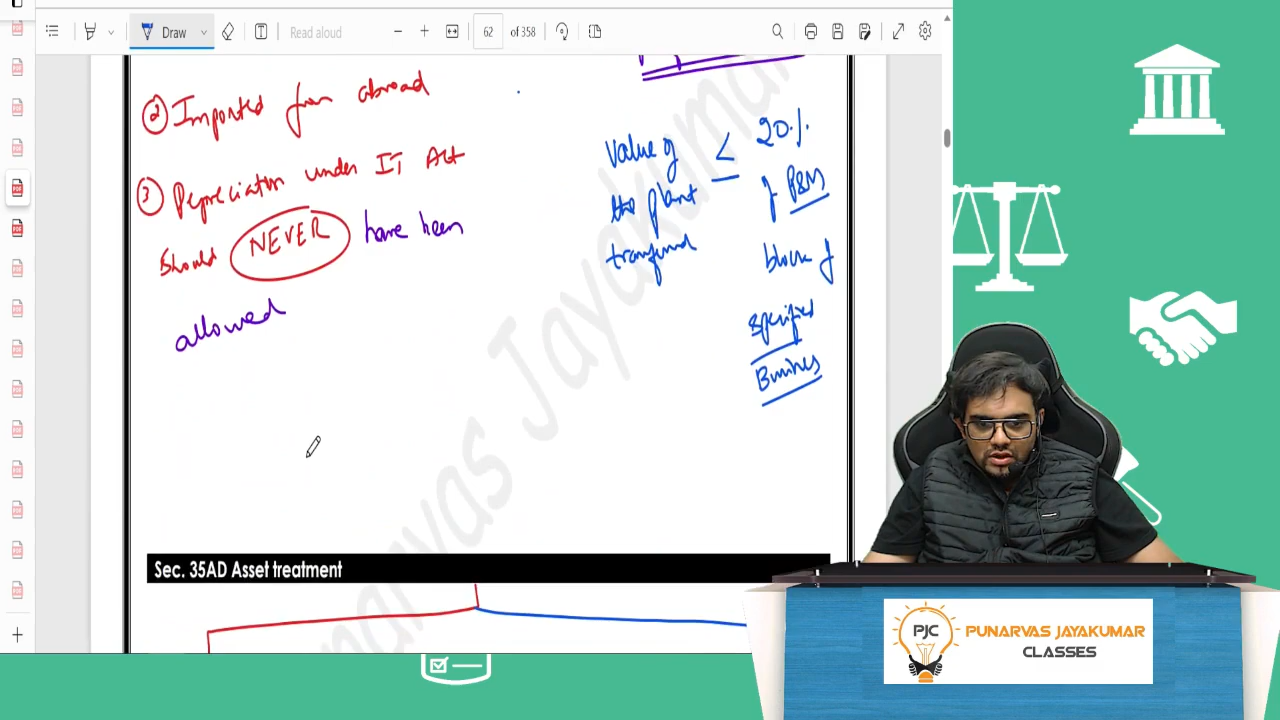 Draw
Read aloud
62 of 358
② Imported from abroad
③ Depreciation under IT Act
should NEVER have been
allowed
Value of
the plant
transferred
≤ 20%
of P&M
block of
specified
Business
Sec. 35AD Asset treatment
Punarvas Jayakumar
PJC
PUNARVAS JAYAKUMAR
CLASSES